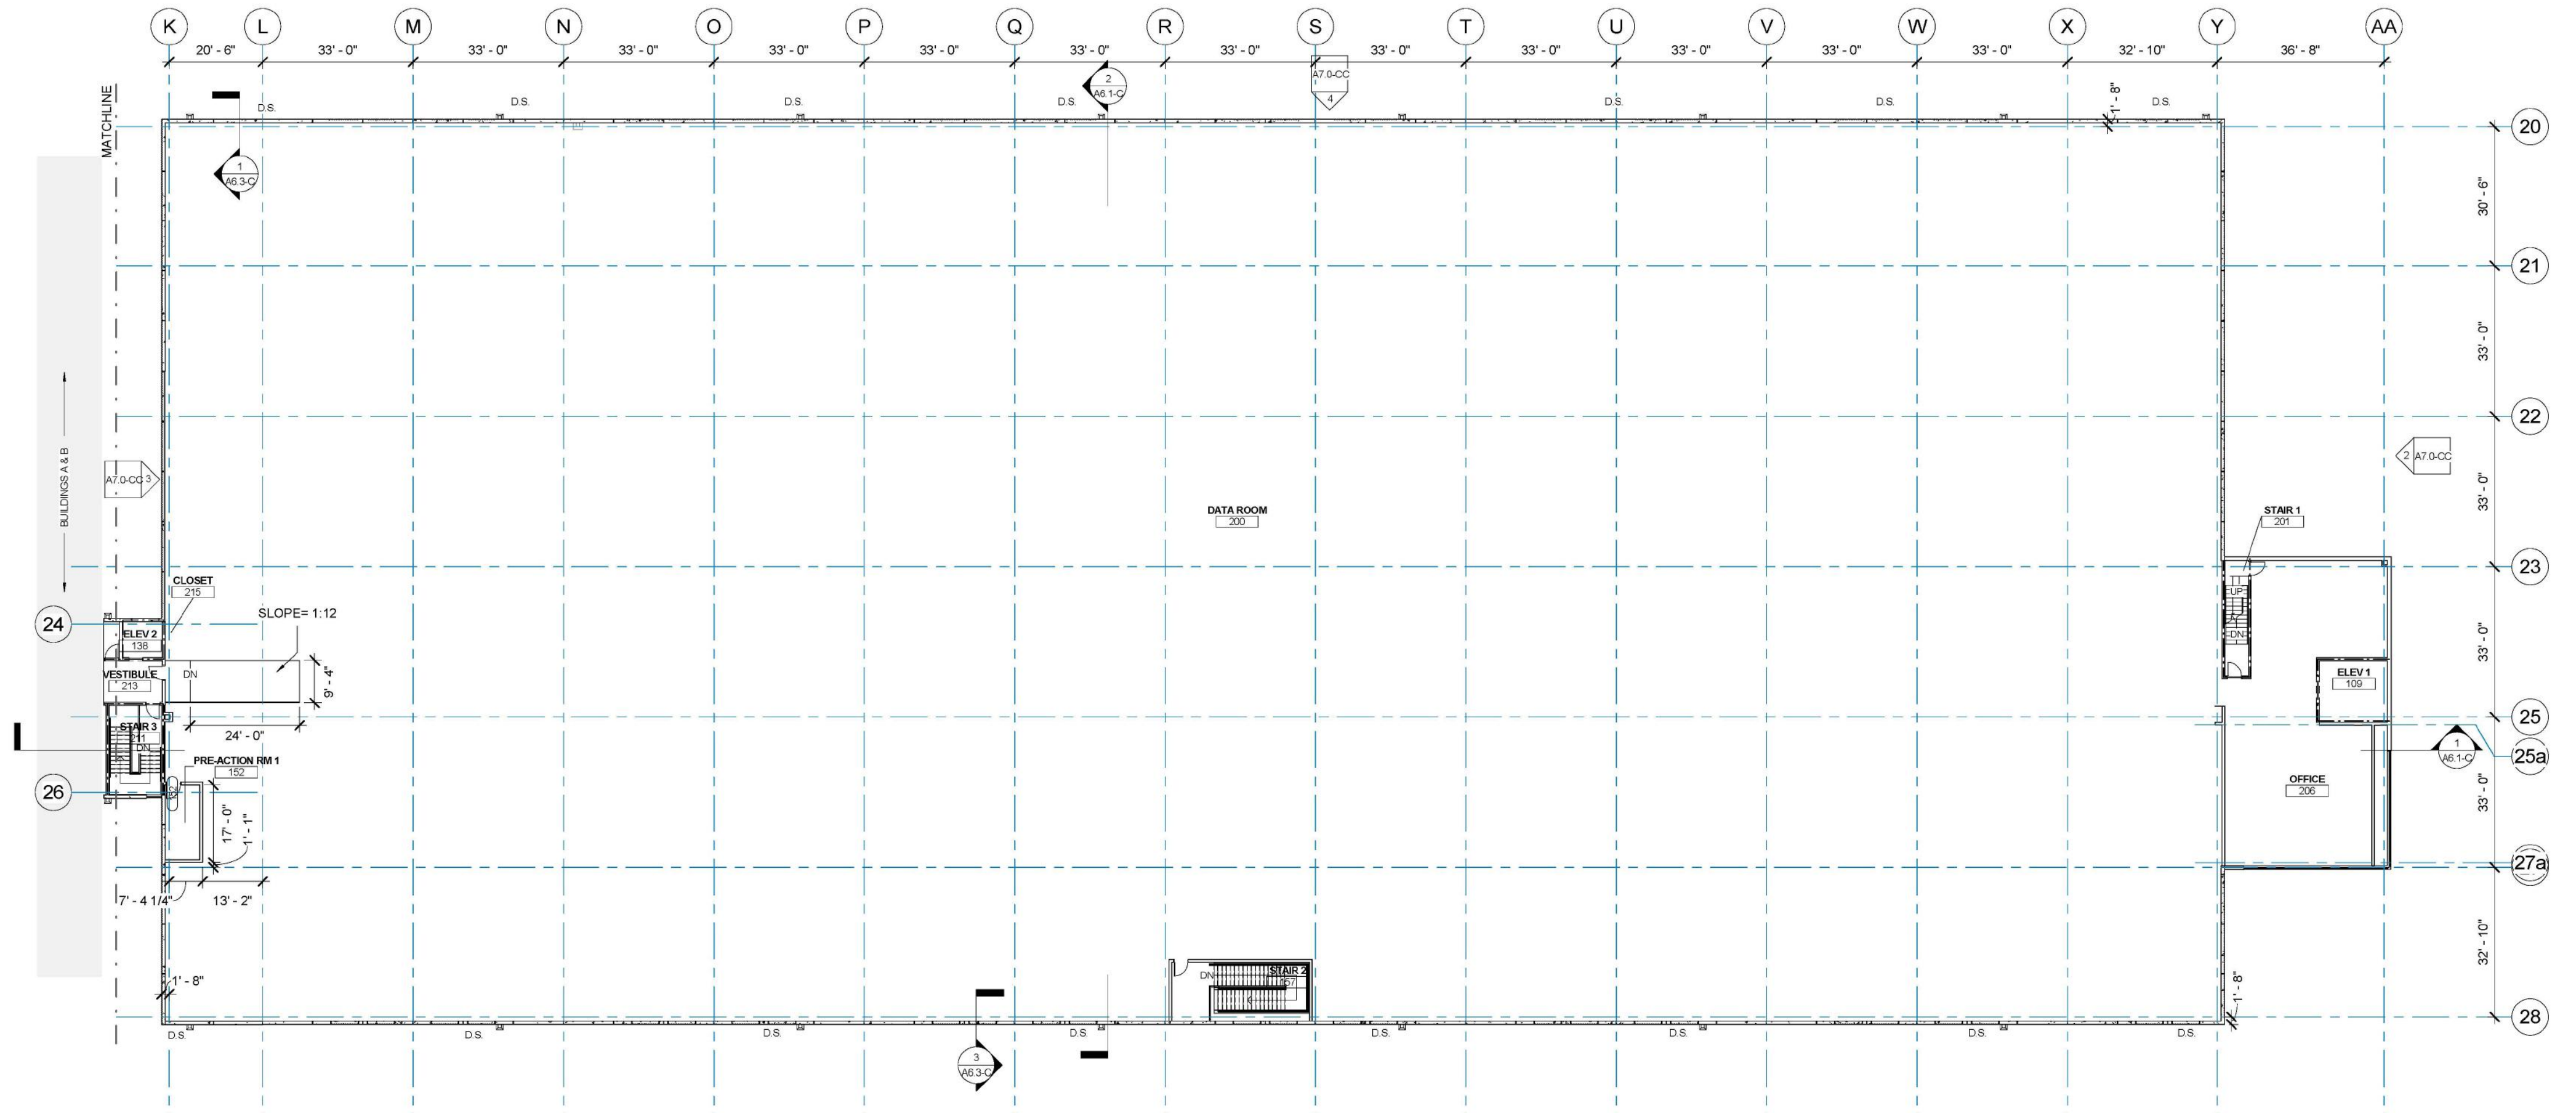 K L M N O P Q R S T U V W X Y AA
20' - 6" 33' - 0" 33' - 0" 33' - 0" 33' - 0" 33' - 0" 33' - 0" 33' - 0" 33' - 0" 33' - 0" 33' - 0" 33' - 0" 33' - 0" 32' - 10" 36' - 8"
MATCHLINE
D.S. D.S. D.S. D.S. D.S. D.S. D.S.
2
A6.1-C
A7.0-CC
4
1' - 8"
20
1
A6.3-C
30' - 6"
21
33' - 0"
22
BUILDINGS A & B
A7.0-CC 3
2 A7.0-CC
33' - 0"
DATA ROOM
200
STAIR 1
201
23
CLOSET
215
UP
DN
24
SLOPE= 1:12
ELEV 2
138
33' - 0"
VESTIBULE
213
DN
9' - 4"
ELEV 1
109
STAIR 3
211
DN
24' - 0"
25
1
A6.1-C
25a
PRE-ACTION RM 1
152
26
OFFICE
206
33' - 0"
17' - 0"
1' - 1"
27a
7' - 4 1/4"
13' - 2"
32' - 10"
DN
STAIR 2
157
1' - 8"
1' - 8"
28
D.S. D.S. D.S. D.S. D.S. D.S. D.S. D.S.
3
A6.3-C